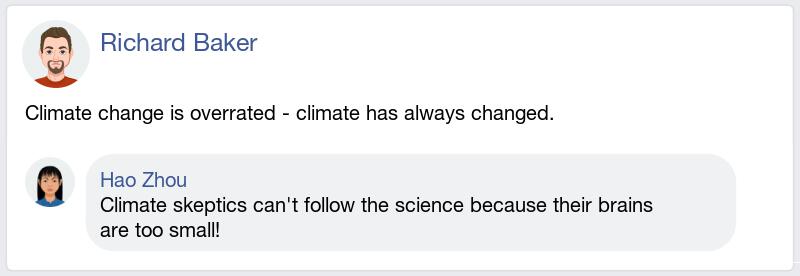 Richard Baker
Climate change is overrated - climate has always changed.
Hao Zhou
Climate skeptics can't follow the science because their brains
are too small!